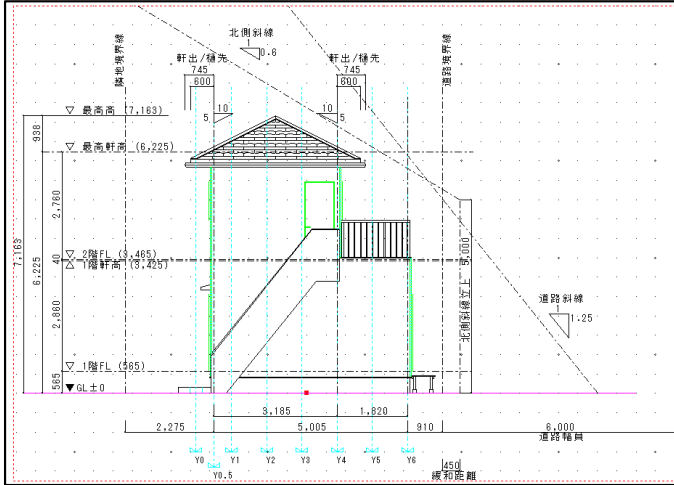 北側斜線
1
0.6
軒出/樋先
745
600
軒出/樋先
745
600
隣地境界線
道路境界線
10
5
10
5
▽ 最高高 (7,163)
938
▽ 最高軒高 (6,225)
2,760
7,163
6,225
▽ 2階FL (3,465)
40
△ 1階軒高 (3,425)
2,860
5,000
北側斜線立上
道路斜線
1
1.25
▽ 1階FL (565)
565
▼GL±0
3,185
1,820
2,275
5,005
910
6,000
道路幅員
Y0
Y0.5
Y1
Y2
Y3
Y4
Y5
Y6
450
緩和距離